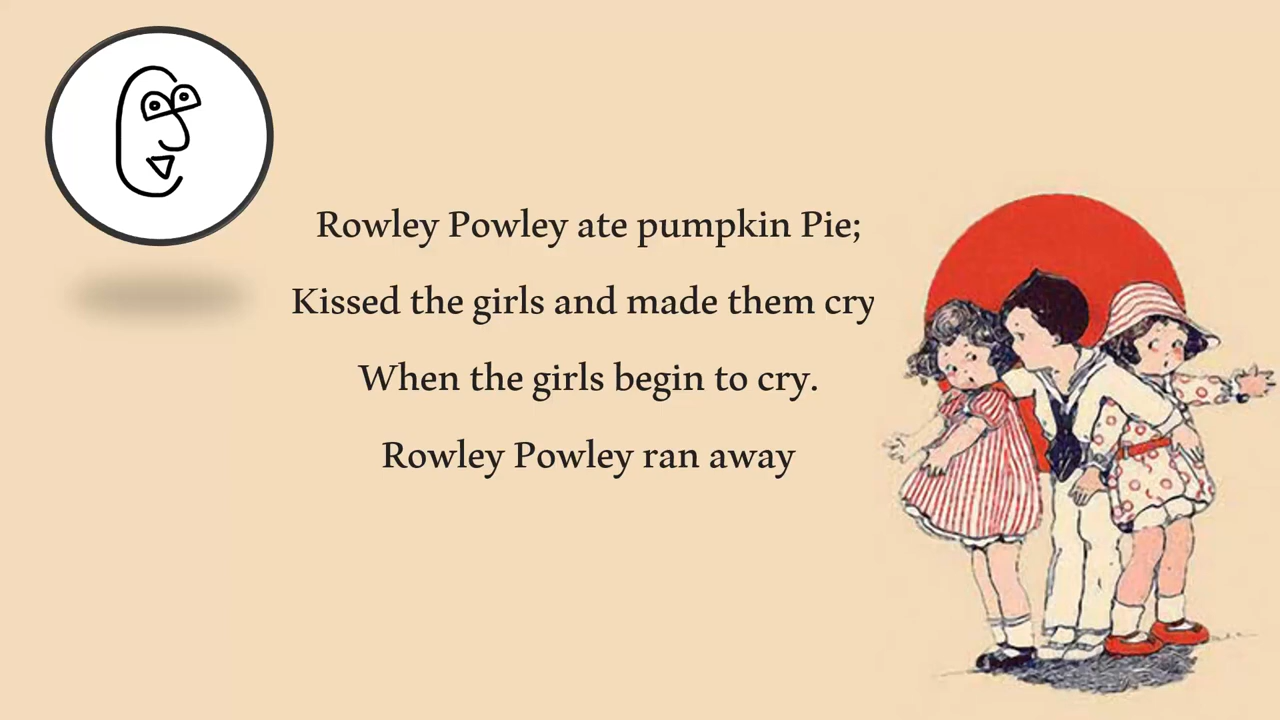 Rowley Powley ate pumpkin Pie;
Kissed the girls and made them cry
When the girls begin to cry.
Rowley Powley ran away